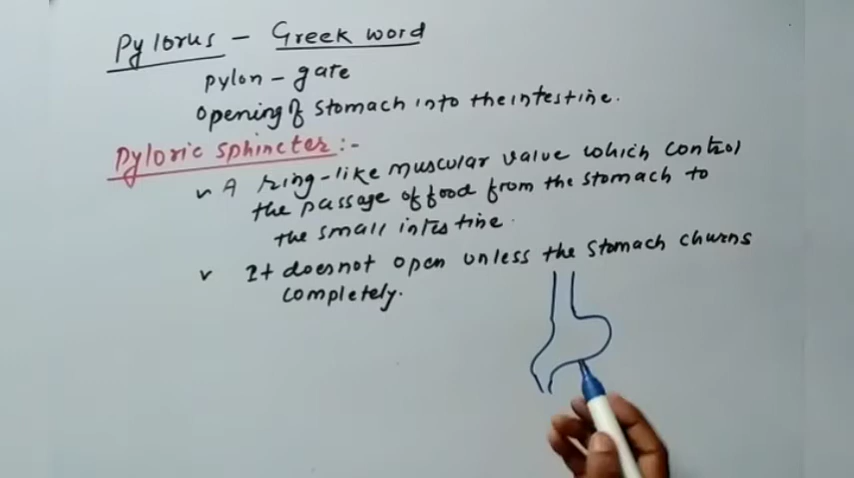 Pylorus - Greek word
pylon - gate
opening of stomach into the intestine.
Pyloric sphincter :-
A ring-like muscular value which control
the passage of food from the stomach to
the small intestine.
It does not open unless the stomach churns
completely.